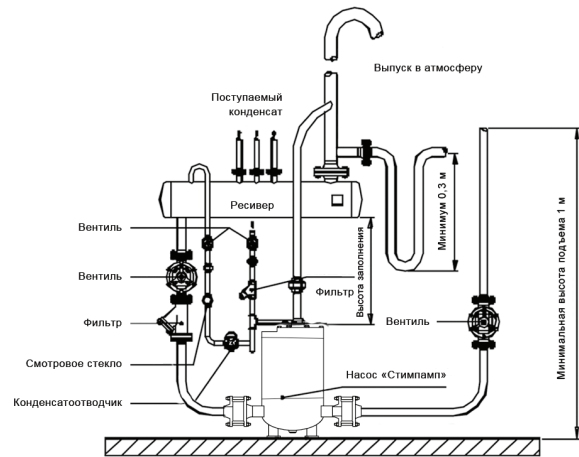 Выпуск в атмосферу
Поступаемый
конденсат
Ресивер
Вентиль
Вентиль
Фильтр
Смотровое стекло
Конденсатоотводчик
Высота заполнения
Фильтр
Минимум 0,3 м
Вентиль
Насос «Стимпамп»
Минимальная высота подъема 1 м